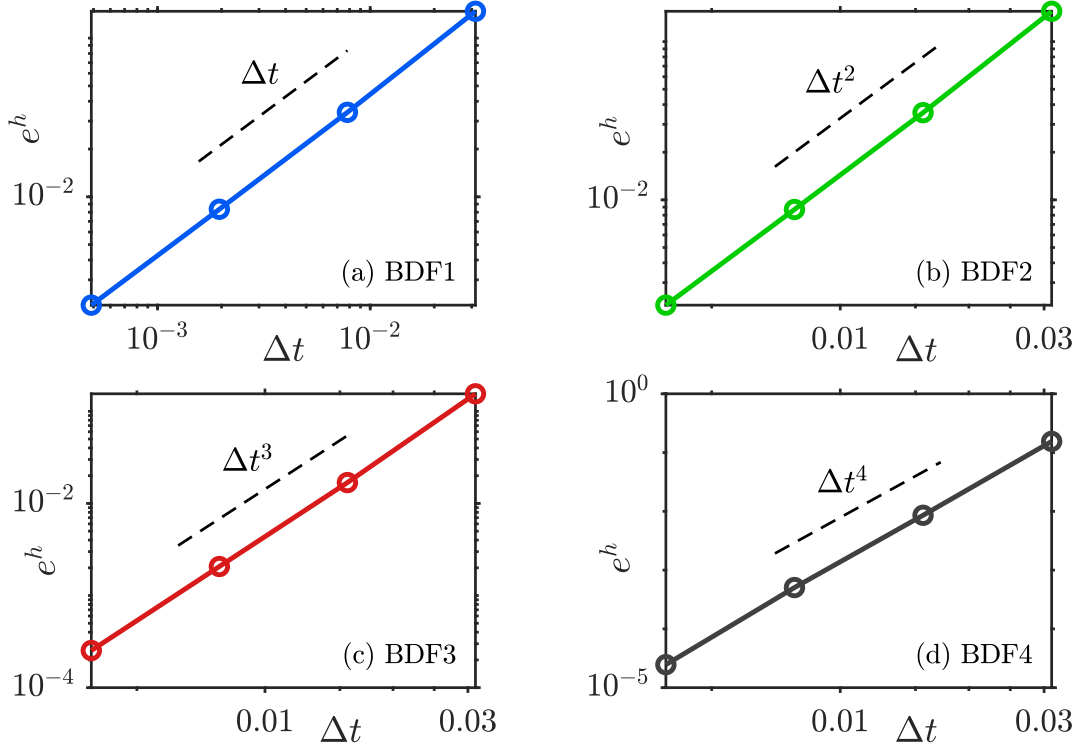 e^h
10^{-2}
Δt
(a) BDF1
10^{-3}
10^{-2}
Δt
e^h
10^{-2}
Δt^2
(b) BDF2
0.01
0.03
Δt
e^h
10^{-2}
10^{-4}
Δt^3
(c) BDF3
0.01
0.03
Δt
e^h
10^0
10^{-5}
Δt^4
(d) BDF4
0.01
0.03
Δt